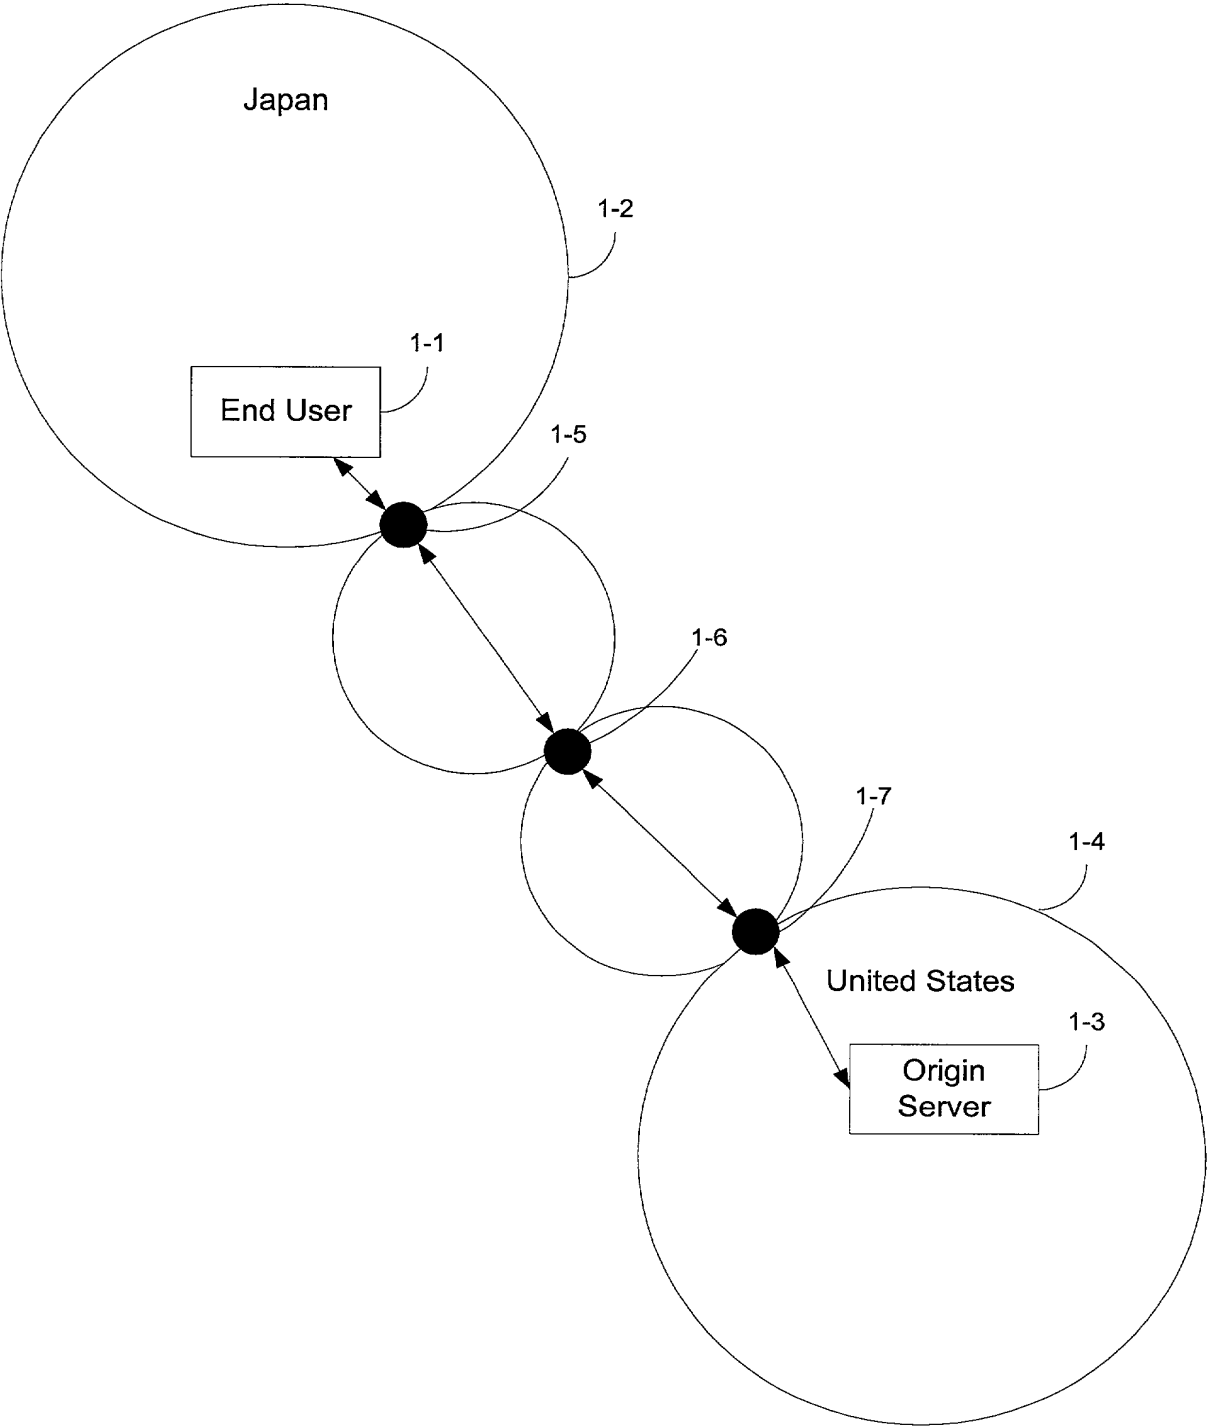 Japan
1-2
1-1
End User
1-5
1-6
1-7
1-4
United States
1-3
Origin
Server